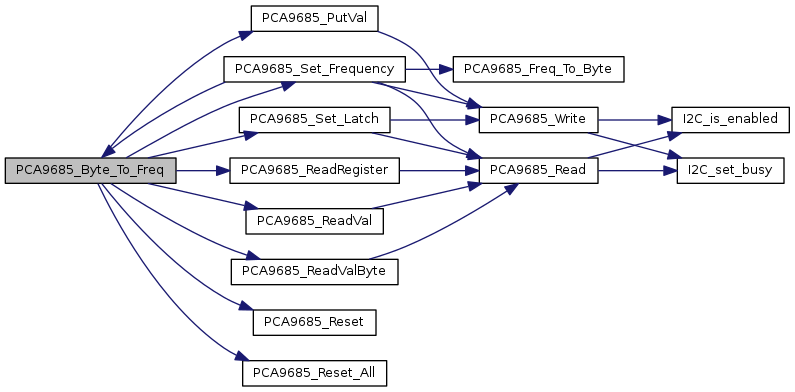 PCA9685_PutVal
PCA9685_Set_Frequency
PCA9685_Freq_To_Byte
PCA9685_Set_Latch
PCA9685_Write
I2C_is_enabled
PCA9685_Byte_To_Freq
PCA9685_ReadRegister
PCA9685_Read
I2C_set_busy
PCA9685_ReadVal
PCA9685_ReadValByte
PCA9685_Reset
PCA9685_Reset_All